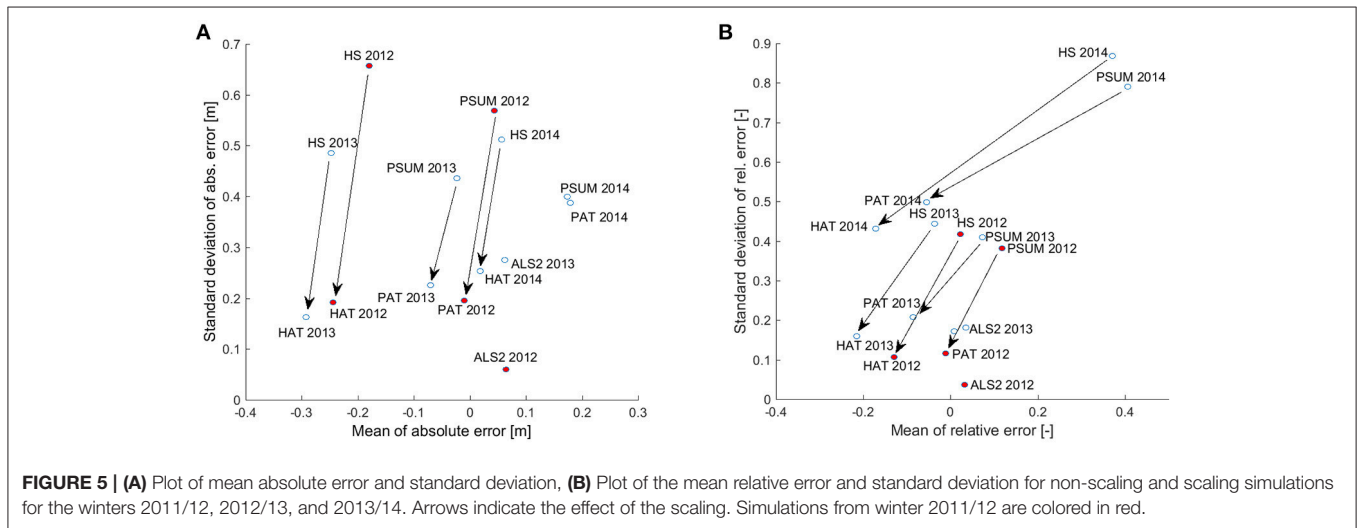 A
B
0.7
0.6
0.5
0.4
0.3
0.2
0.1
0
-0.4
-0.3
-0.2
-0.1
0
0.1
0.2
0.3
Standard deviation of abs. error [m]
Mean of absolute error [m]
HS 2012
PSUM 2012
HS 2013
HS 2014
PSUM 2013
PSUM 2014
PAT 2014
ALS2 2013
HAT 2014
PAT 2013
PAT 2012
HAT 2012
HAT 2013
ALS2 2012
0.9
0.8
0.7
0.6
0.5
0.4
0.3
0.2
0.1
0
-0.4
-0.2
0
0.2
0.4
Standard deviation of rel. error [-]
Mean of relative error [-]
HS 2014
PSUM 2014
PAT 2014
HS 2013
HAT 2014
HS 2012
PSUM 2013
PSUM 2012
PAT 2013
ALS2 2013
HAT 2013
PAT 2012
HAT 2012
ALS2 2012
FIGURE 5 | (A) Plot of mean absolute error and standard deviation, (B) Plot of the mean relative error and standard deviation for non-scaling and scaling simulations
for the winters 2011/12, 2012/13, and 2013/14. Arrows indicate the effect of the scaling. Simulations from winter 2011/12 are colored in red.